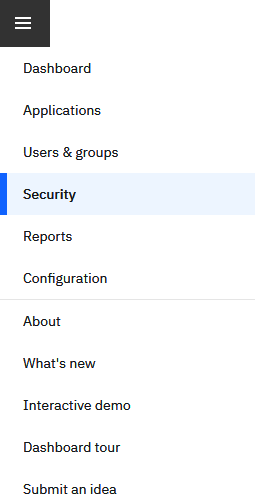 Dashboard
Applications
Users & groups
Security
Reports
Configuration
About
What's new
Interactive demo
Dashboard tour
Submit an idea